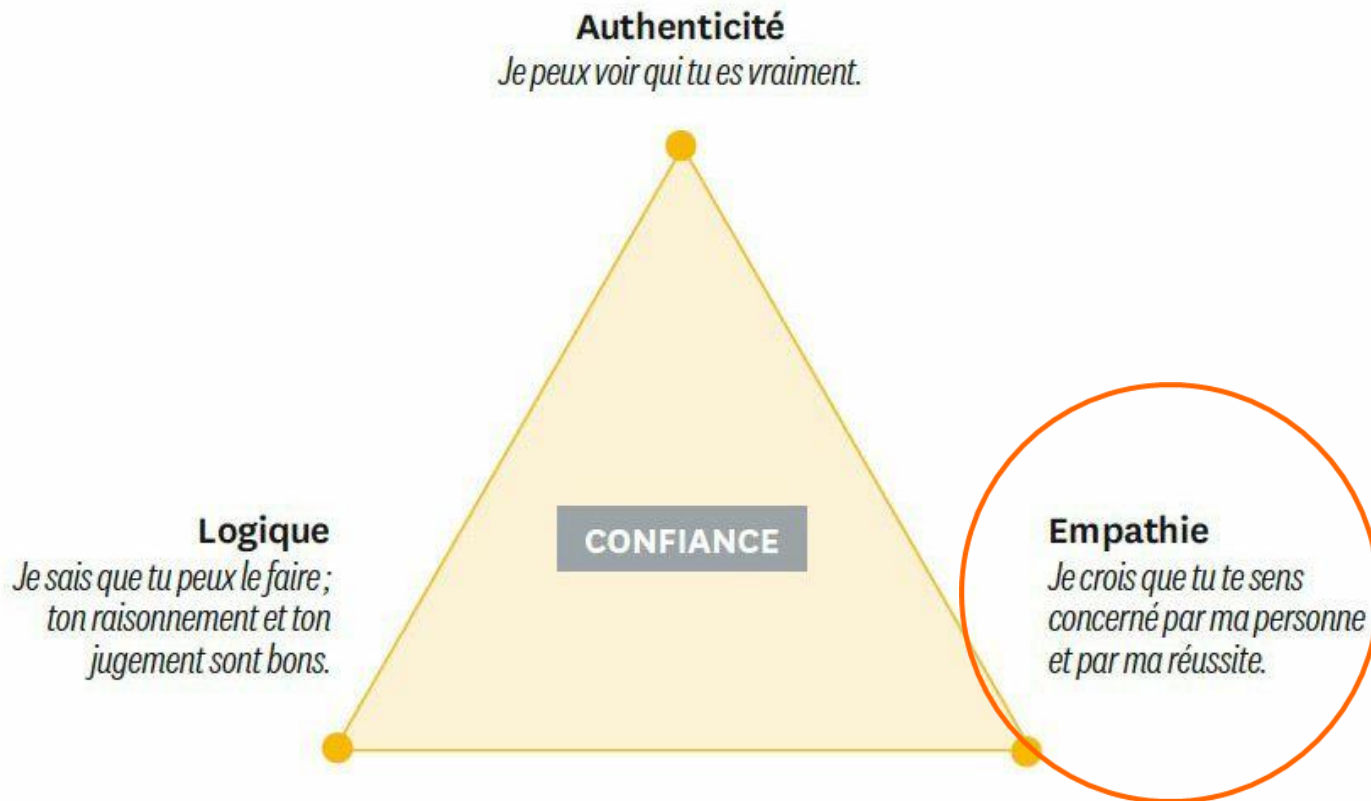 Authenticité
Je peux voir qui tu es vraiment.
Logique
Je sais que tu peux le faire ;
ton raisonnement et ton
jugement sont bons.
CONFIANCE
Empathie
Je crois que tu te sens
concerné par ma personne
et par ma réussite.